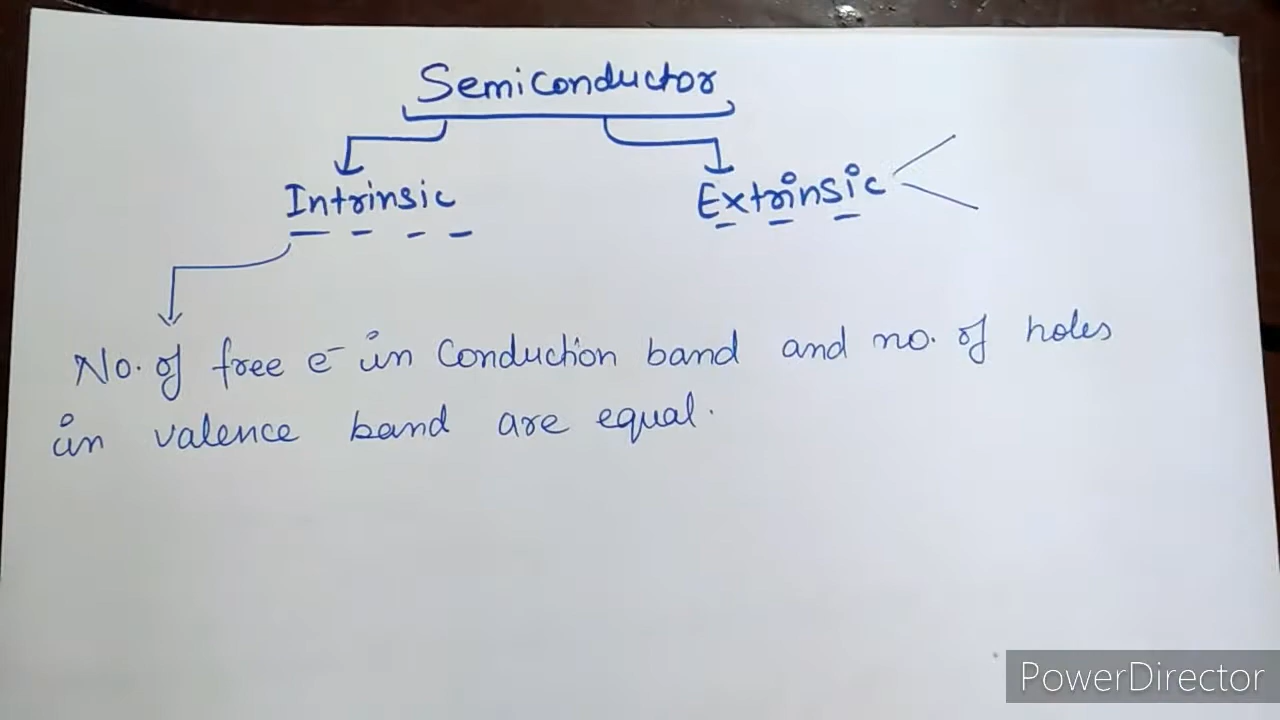 Semiconductor
Intrinsic
Extrinsic
No. of free e⁻ in Conduction band and no. of holes
in valence band are equal.
PowerDirector